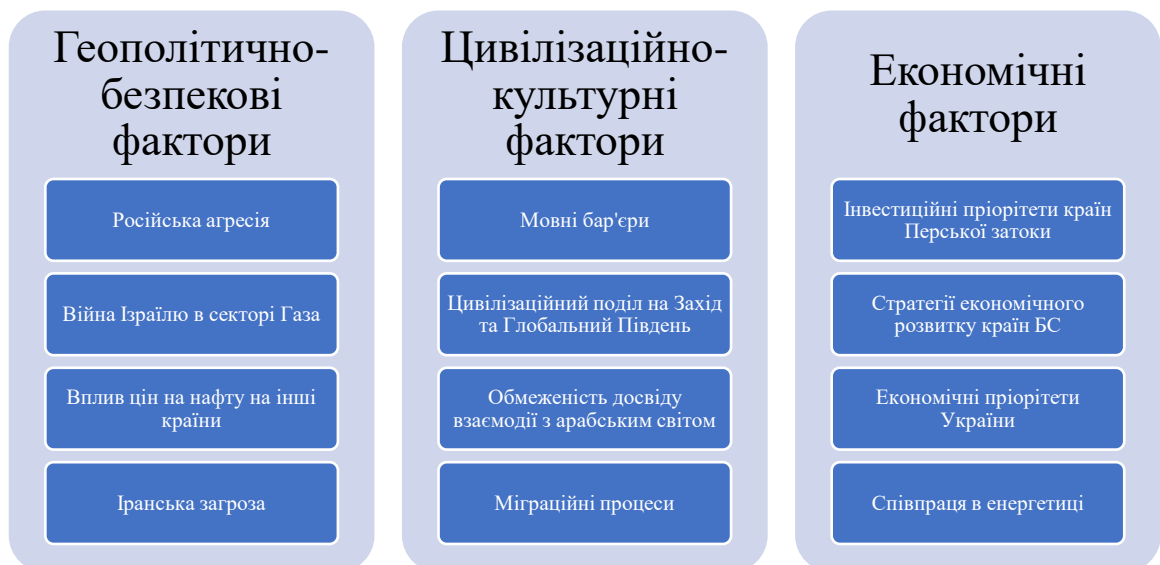 Геополітично-
безпекові
фактори
Російська агресія
Війна Ізраїлю в секторі Газа
Вплив цін на нафту на інші
країни
Іранська загроза
Цивілізаційно-
культурні
фактори
Мовні бар'єри
Цивілізаційний поділ на Захід
та Глобальний Південь
Обмеженість досвіду
взаємодії з арабським світом
Міграційні процеси
Економічні
фактори
Інвестиційні пріорітети країн
Перської затоки
Стратегії економічного
розвитку країн БС
Економічні пріорітети
України
Співпраця в енергетиці